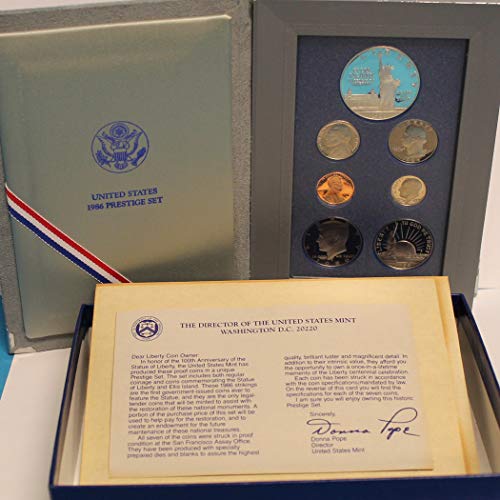 UNITED STATES
1986 PRESTIGE SET
LIBERTY
IN GOD WE TRUST
THE DIRECTOR OF THE UNITED STATES MINT
WASHINGTON D.C. 20220
Dear Liberty Coin Owner:
In honor of the 100th Anniversary of the
Statue of Liberty, the United States Mint has
produced these proof coins in a unique
Prestige Set. The set includes both regular
coinage and coins commemorating the Statue
of Liberty and Ellis Island. These 1986 strikings
are the first government issued coins ever to
feature the Statue, and they are the only legal-
tender coins that will be minted to assist with
the restoration of these national monuments. A
portion of the purchase price of this set will be
used to help pay for the restoration, and to
create an endowment for the future
maintenance of these national treasures.
All seven of the coins were struck in proof
condition at the San Francisco Assay Office.
They have been produced with specially
prepared dies and blanks to assure the highest
quality, brilliant luster and magnificent detail. In
addition to their intrinsic value, they afford you
the opportunity to own a once-in-a-lifetime
memento of the Liberty centennial celebration.
Each coin has been struck in accordance
with the coin specifications mandated by law.
On the reverse of this card you will find the
specifications for each of the seven coins.
I am sure you will enjoy owning this historic
Prestige Set.
Sincerely,
Donna Pope
Donna Pope
Director
United States Mint